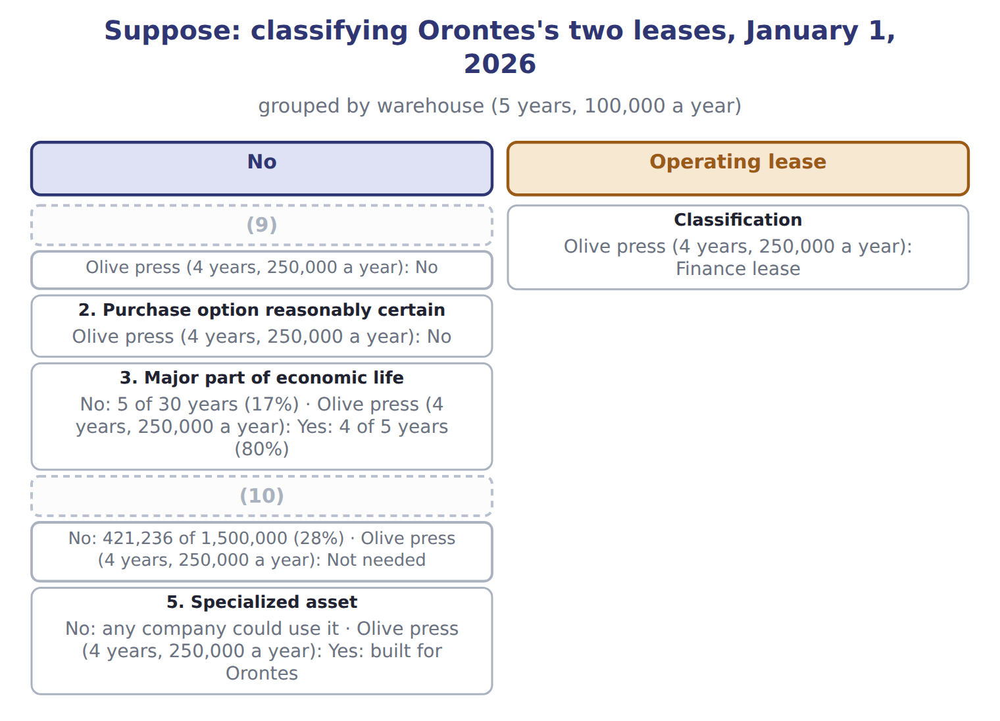 Suppose: classifying Orontes's two leases, January 1,
2026
grouped by warehouse (5 years, 100,000 a year)
No
(9)
Olive press (4 years, 250,000 a year): No
2. Purchase option reasonably certain
Olive press (4 years, 250,000 a year): No
3. Major part of economic life
No: 5 of 30 years (17%) · Olive press (4
years, 250,000 a year): Yes: 4 of 5 years
(80%)
(10)
No: 421,236 of 1,500,000 (28%) · Olive press
(4 years, 250,000 a year): Not needed
5. Specialized asset
No: any company could use it · Olive press
(4 years, 250,000 a year): Yes: built for
Orontes
Operating lease
Classification
Olive press (4 years, 250,000 a year):
Finance lease